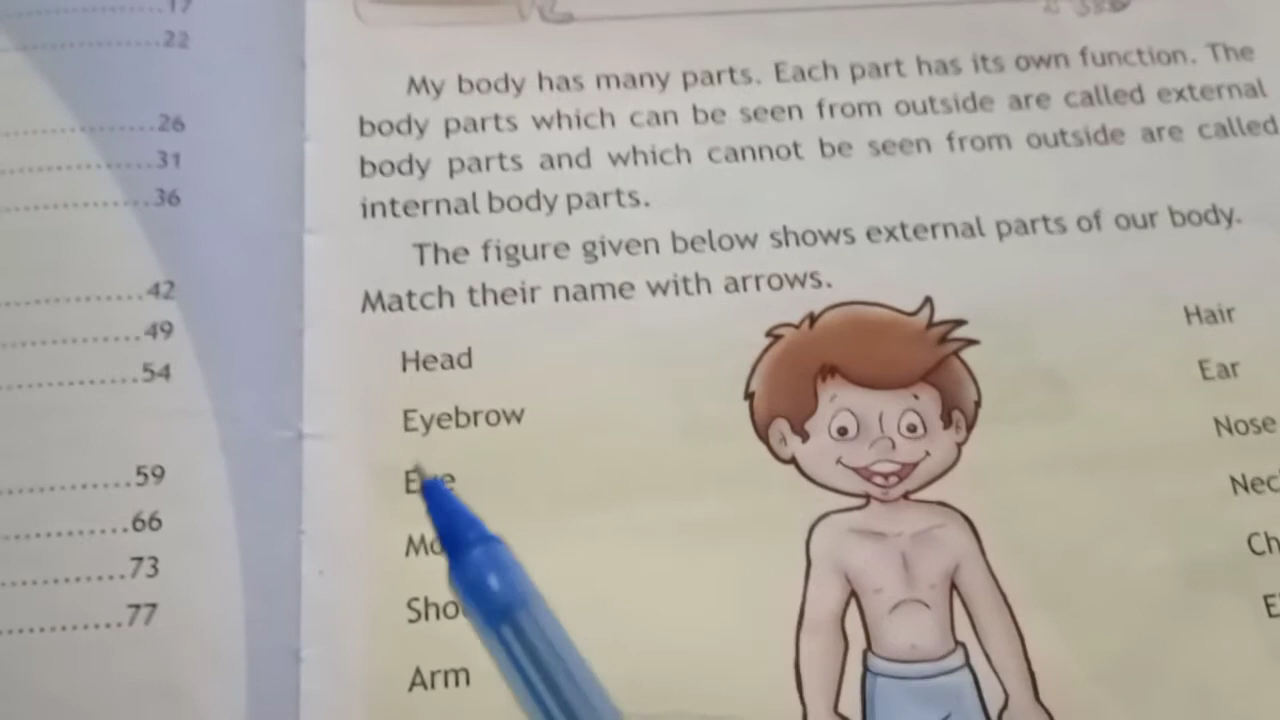 17
22
26
31
36
42
49
54
59
66
73
77
My body has many parts. Each part has its own function. The
body parts which can be seen from outside are called external
body parts and which cannot be seen from outside are called
internal body parts.
The figure given below shows external parts of our body.
Match their name with arrows.
Head
Eyebrow
Eye
Arm
Hair
Ear
Nose